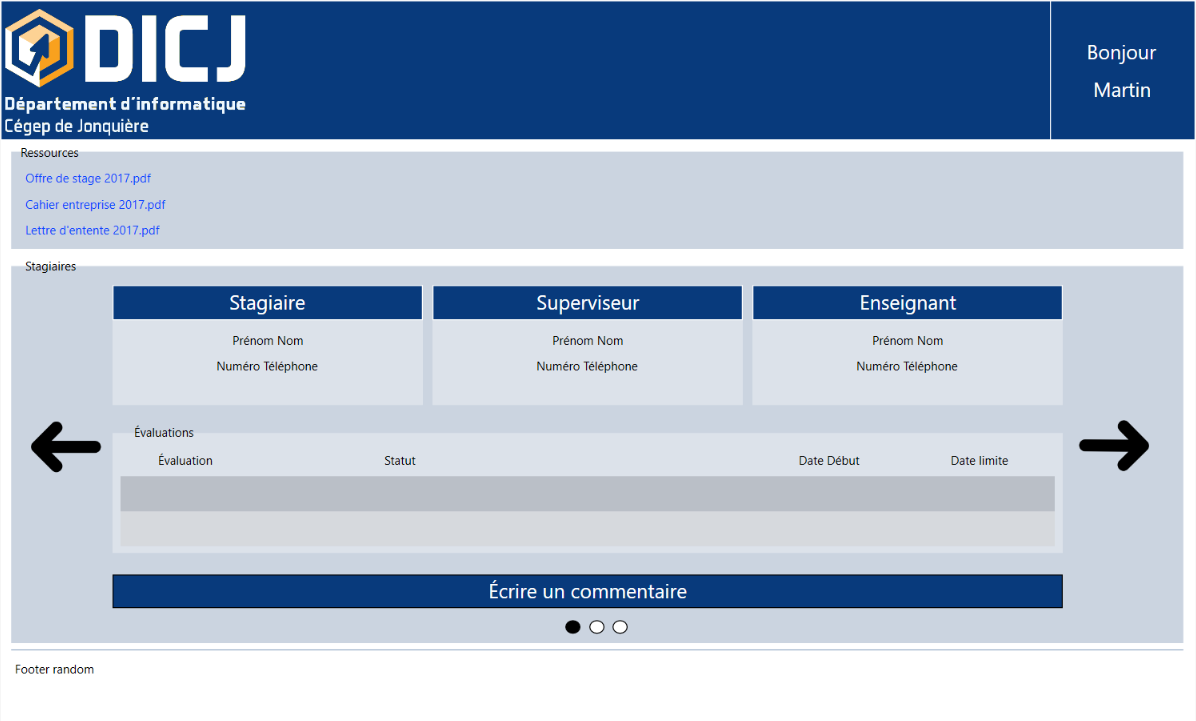 DICJ
Département d'informatique
Cégep de Jonquière
Bonjour
Martin
Ressources
Offre de stage 2017.pdf
Cahier entreprise 2017.pdf
Lettre d'entente 2017.pdf
Stagiaires
Stagiaire Superviseur Enseignant
Prénom Nom Prénom Nom Prénom Nom
Numéro Téléphone Numéro Téléphone Numéro Téléphone
Évaluations
Évaluation Statut Date Début Date limite
Écrire un commentaire
Footer random